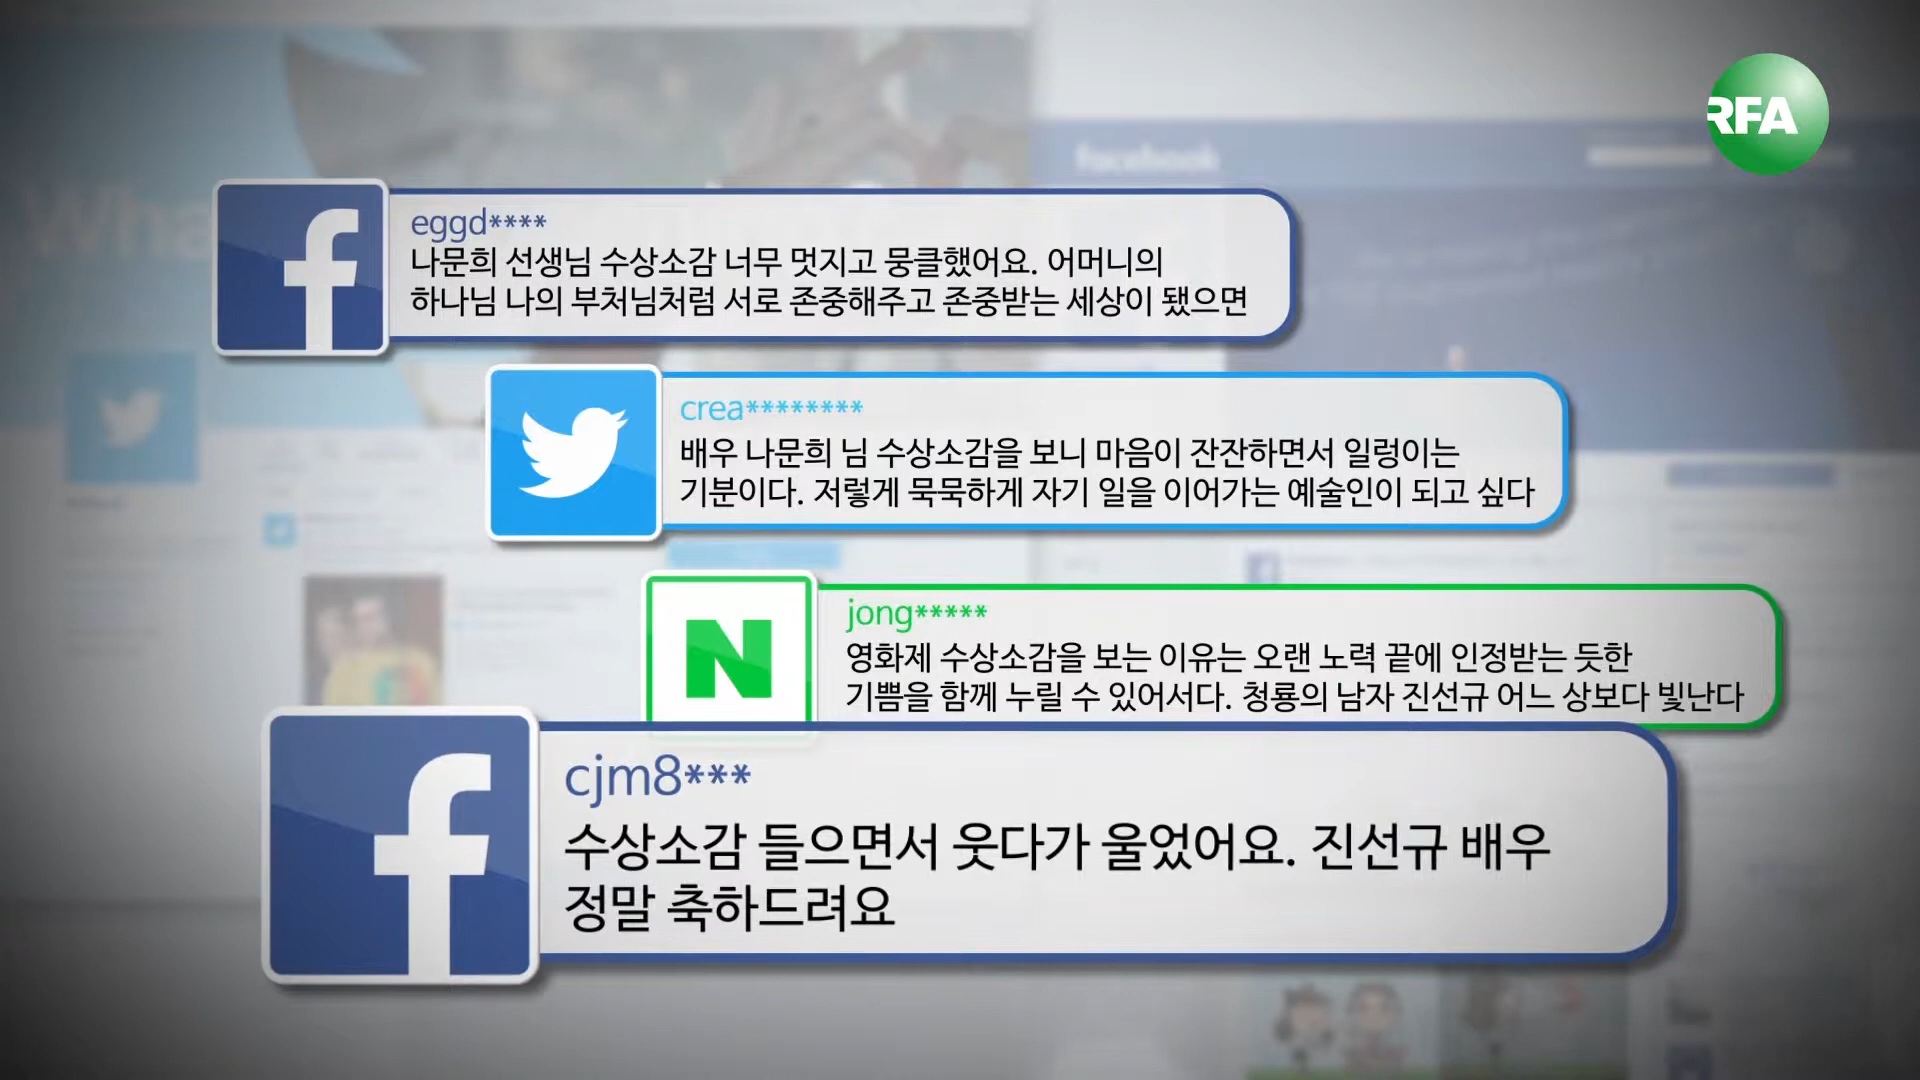 RFA
facebook
eggd****
나문희 선생님 수상소감 너무 멋지고 뭉클했어요. 어머니의
하나님 나의 부처님처럼 서로 존중해주고 존중받는 세상이 됐으면
crea********
배우 나문희 님 수상소감을 보니 마음이 잔잔하면서 일렁이는
기분이다. 저렇게 묵묵하게 자기 일을 이어가는 예술인이 되고 싶다
N
jong*****
영화제 수상소감을 보는 이유는 오랜 노력 끝에 인정받는 듯한
기쁨을 함께 누릴 수 있어서다. 청룡의 남자 진선규 어느 상보다 빛난다
cjm8***
수상소감 들으면서 웃다가 울었어요. 진선규 배우
정말 축하드려요